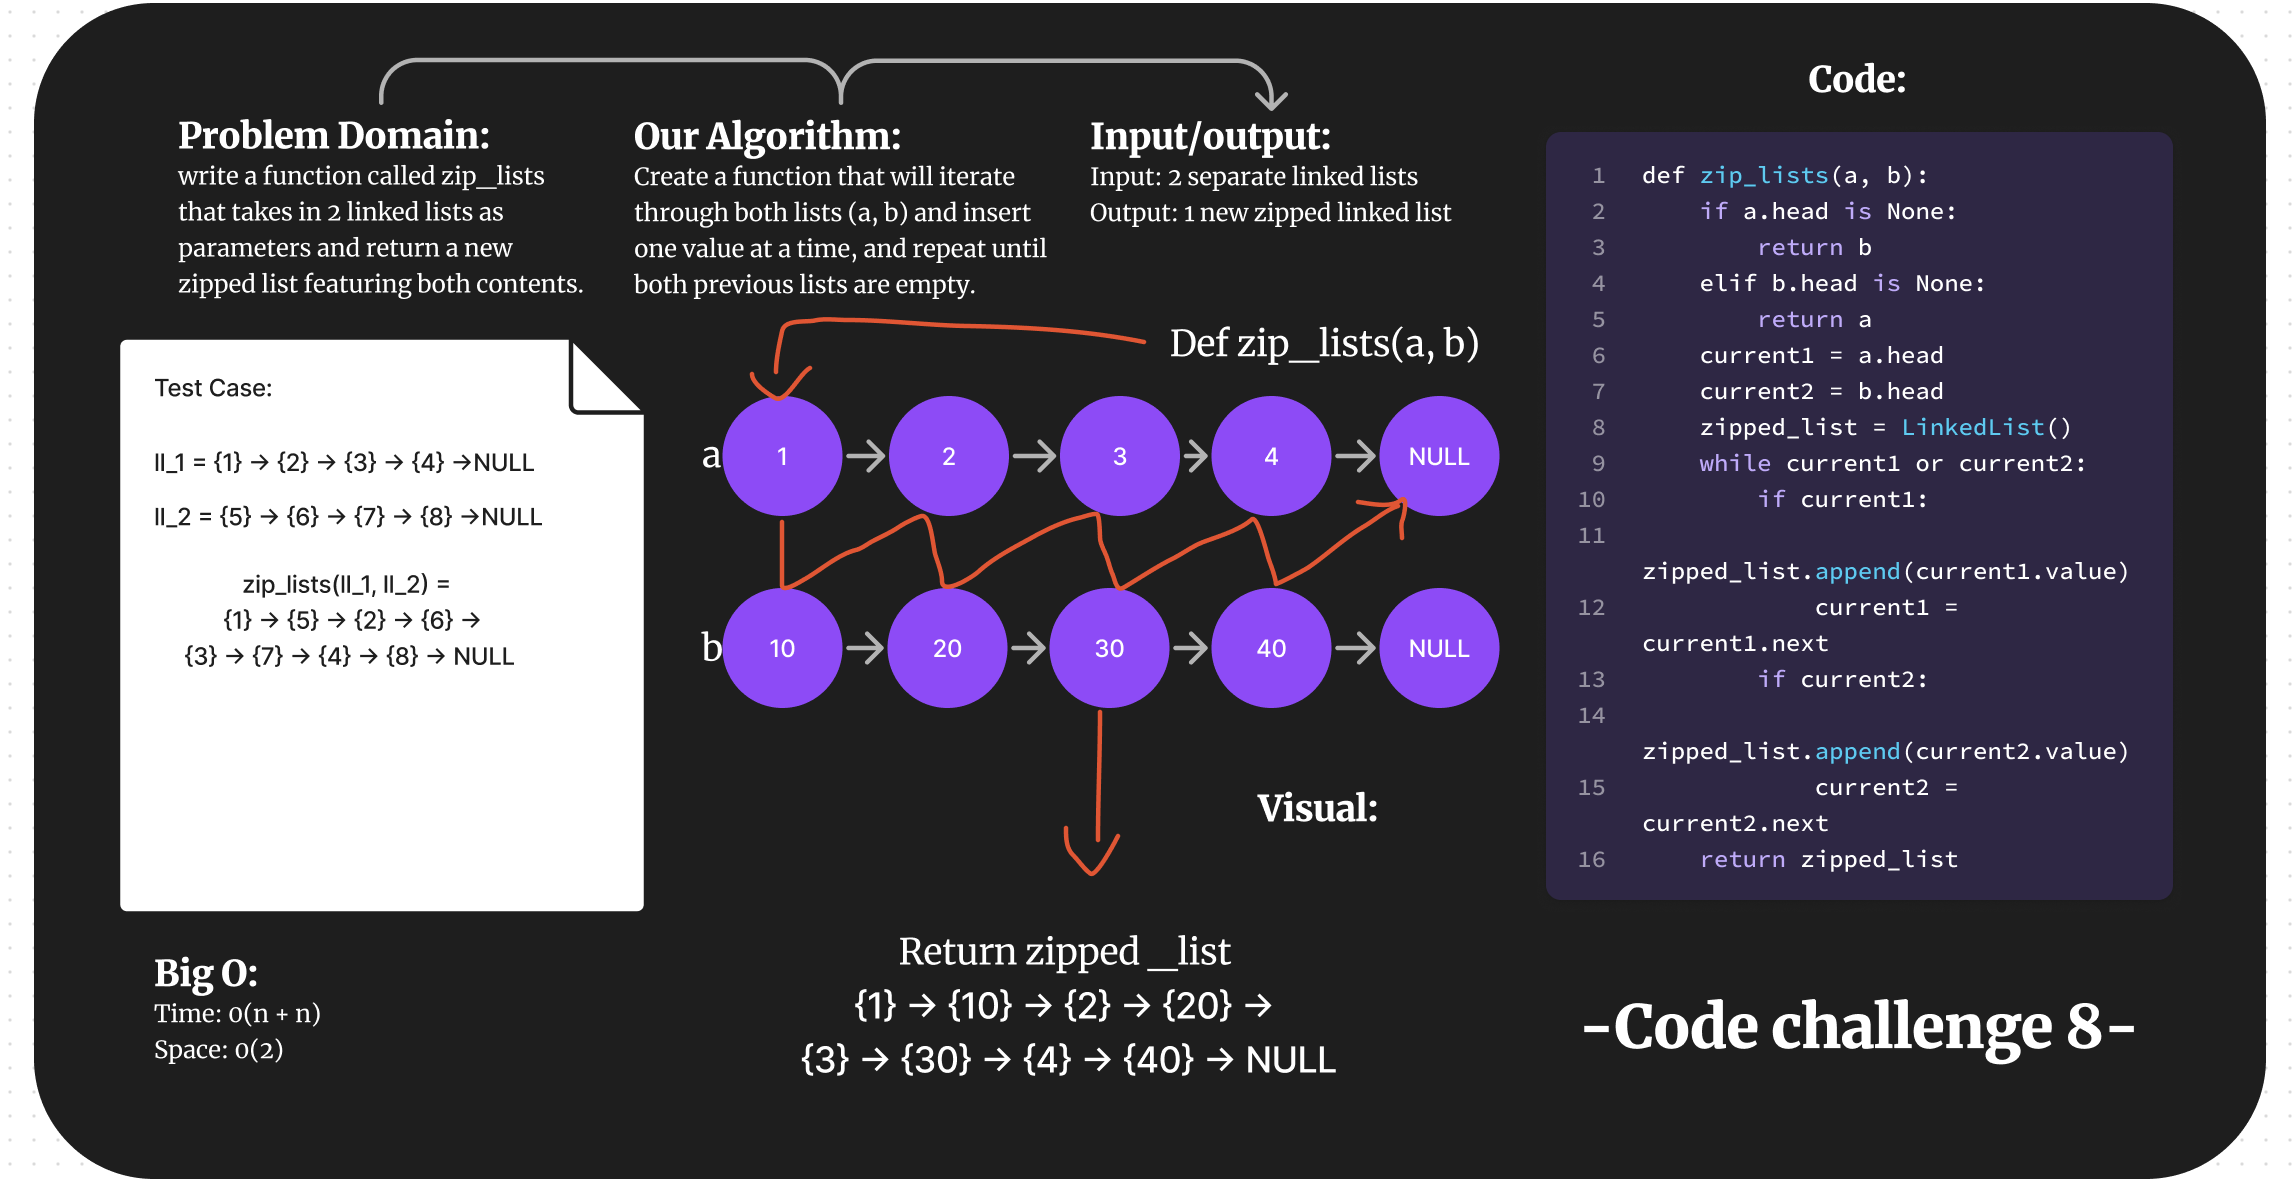 Problem Domain:
write a function called zip_lists
that takes in 2 linked lists as
parameters and return a new
zipped list featuring both contents.
Our Algorithm:
Create a function that will iterate
through both lists (a, b) and insert
one value at a time, and repeat until
both previous lists are empty.
Input/output:
Input: 2 separate linked lists
Output: 1 new zipped linked list
Test Case:
ll_1 = {1} → {2} → {3} → {4} →NULL
ll_2 = {5} → {6} → {7} → {8} →NULL
zip_lists(ll_1, ll_2) =
{1} → {5} → {2} → {6} →
{3} → {7} → {4} → {8} → NULL
Def zip_lists(a, b)
a 1 2 3 4 NULL
b 10 20 30 40 NULL
Visual:
Return zipped _list
{1} → {10} → {2} → {20} →
{3} → {30} → {4} → {40} → NULL
Big O:
Time: O(n + n)
Space: O(2)
Code:
1 def zip_lists(a, b):
2     if a.head is None:
3         return b
4     elif b.head is None:
5         return a
6     current1 = a.head
7     current2 = b.head
8     zipped_list = LinkedList()
9     while current1 or current2:
10         if current1:
11
zipped_list.append(current1.value)
12             current1 =
current1.next
13         if current2:
14
zipped_list.append(current2.value)
15             current2 =
current2.next
16     return zipped_list
-Code challenge 8-